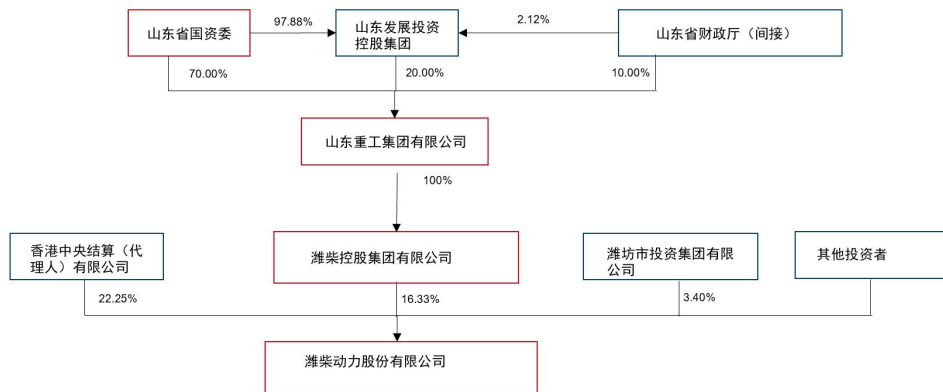 山东省国资委
97.88%
山东发展投资
控股集团
2.12%
山东省财政厅（间接）
70.00%
20.00%
10.00%
山东重工集团有限公司
100%
香港中央结算（代
理人）有限公司
潍柴控股集团有限公司
潍坊市投资集团有限
公司
其他投资者
22.25%
16.33%
3.40%
潍柴动力股份有限公司